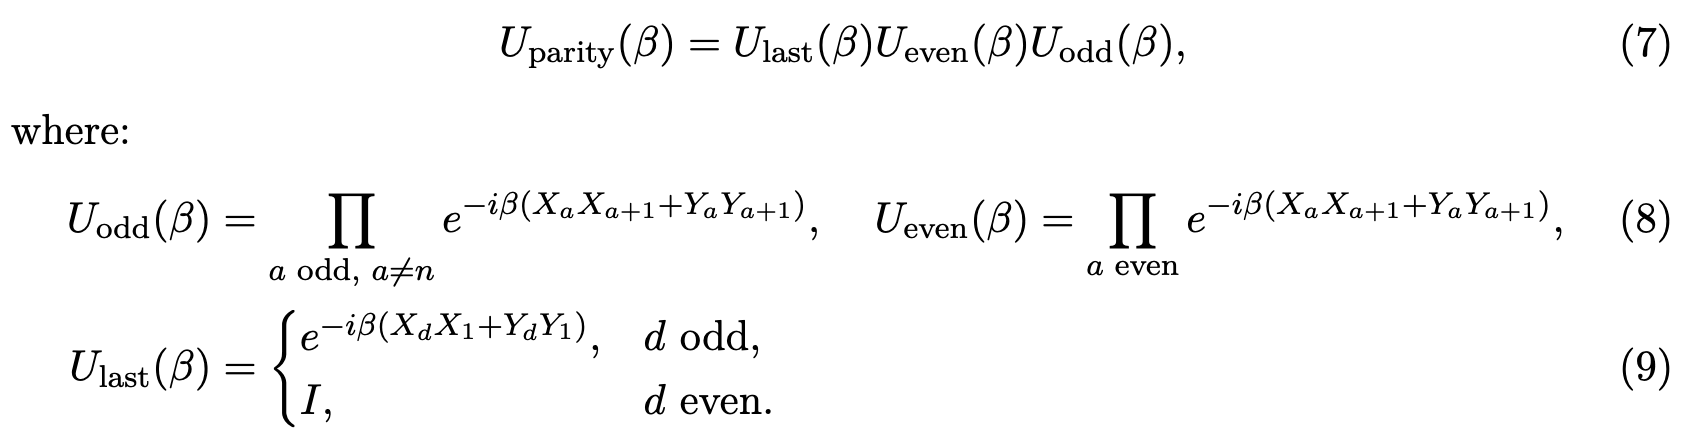 U_parity(β) = U_last(β)U_even(β)U_odd(β), (7)
where:
U_odd(β) = ∏_{a odd, a≠n} e^{−iβ(X_a X_{a+1}+Y_a Y_{a+1})}, U_even(β) = ∏_{a even} e^{−iβ(X_a X_{a+1}+Y_a Y_{a+1})}, (8)
U_last(β) = { e^{−iβ(X_d X_1+Y_d Y_1)}, d odd, (9)
I, d even.